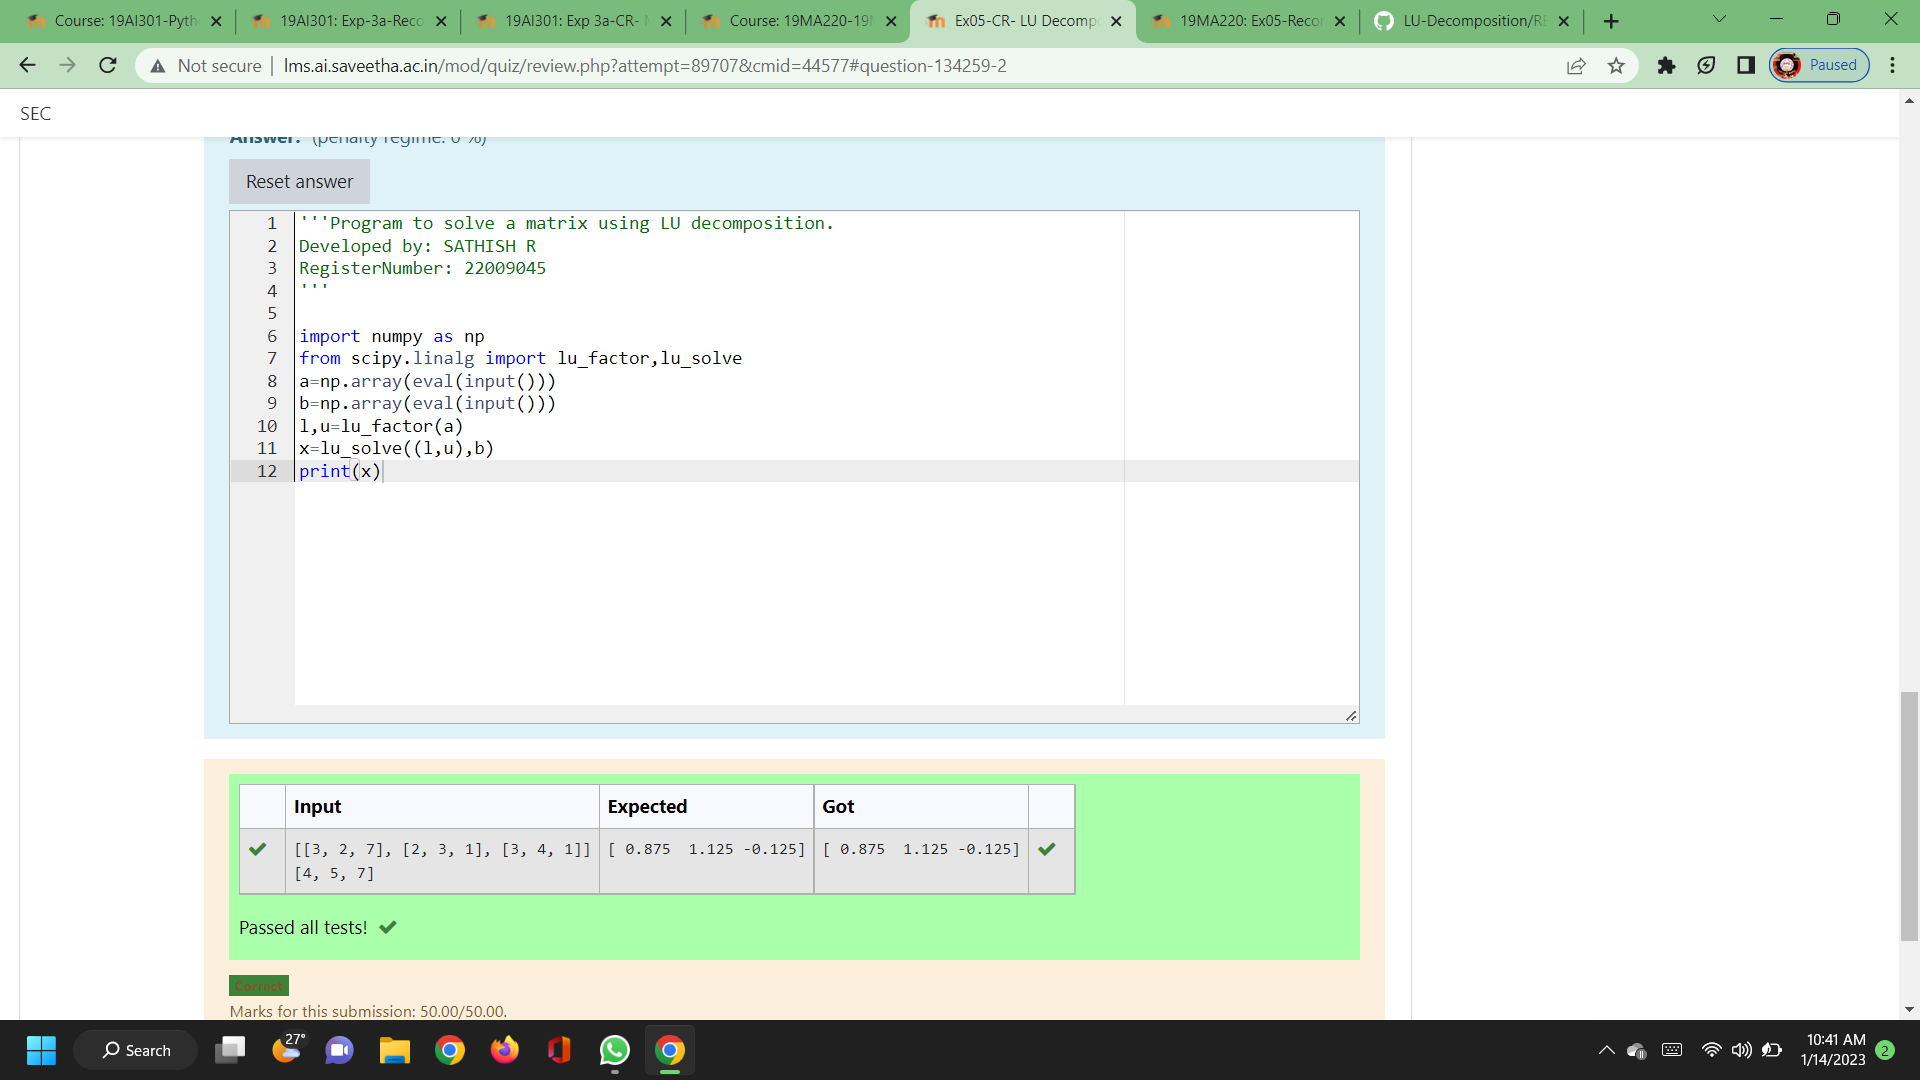 Course: 19AI301-Pyth
19AI301: Exp-3a-Reco
19AI301: Exp 3a-CR-
Course: 19MA220-19
Ex05-CR- LU Decomp
19MA220: Ex05-Reco
LU-Decomposition/RE
Not secure
lms.ai.saveetha.ac.in/mod/quiz/review.php?attempt=89707&cmid=44577#question-134259-2
Paused
SEC
Answer: (penalty regime: 0 %)
Reset answer
1 '''Program to solve a matrix using LU decomposition.
2 Developed by: SATHISH R
3 RegisterNumber: 22009045
4 '''
5
6 import numpy as np
7 from scipy.linalg import lu_factor,lu_solve
8 a=np.array(eval(input()))
9 b=np.array(eval(input()))
10 l,u=lu_factor(a)
11 x=lu_solve((l,u),b)
12 print(x)
Input Expected Got
[[3, 2, 7], [2, 3, 1], [3, 4, 1]] [ 0.875  1.125 -0.125] [ 0.875  1.125 -0.125]
[4, 5, 7]
Passed all tests!
Correct
Marks for this submission: 50.00/50.00.
27°
Search
10:41 AM
1/14/2023
2